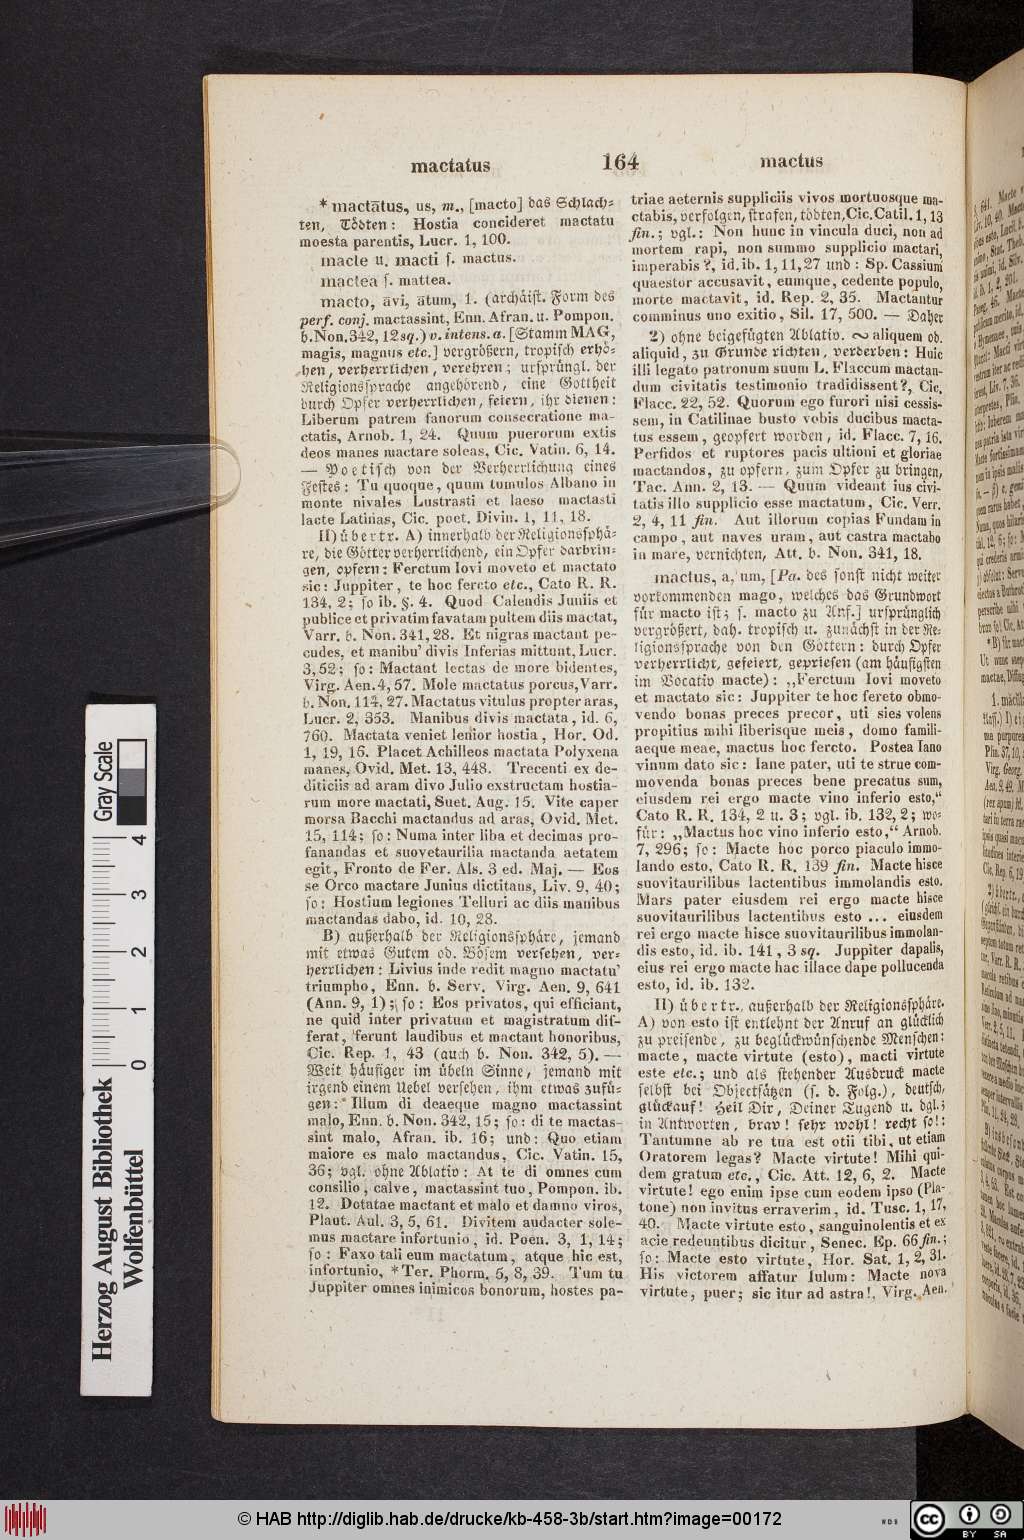 mactatus 164 mactus
* mactātus, us, m., [macto] das Schlach-
ten, Tödten: Hostia concideret mactatu
moesta parentis, Lucr. 1, 100.
macte u. macti s. mactus.
mactea s. mattea.
macto, āvi, ātum, 1. (archäist. Form des
perf. conj. mactassint, Enn. Afran. u. Pompon.
b. Non. 342, 12 sq.) v. intens. a. [Stamm MAG,
magis, magnus etc.] vergrößern, tropisch erhö-
hen, verherrlichen, verehren; ursprüngl. der
Religionssprache angehörend, eine Gottheit
durch Opfer verherrlichen, feiern, ihr dienen:
Liberum patrem fanorum consecratione ma-
ctatis, Arnob. 1, 24. Quum puerorum extis
deos manes mactare soleas, Cic. Vatin. 6, 14.
— Poetisch von der Verherrlichung eines
Festes: Tu quoque, quum tumulos Albano in
monte nivales Lustrasti et laeso mactasti
lacte Latinas, Cic. poet. Divin. 1, 11, 18.
II) übertr. A) innerhalb der Religionssphä-
re, die Götter verherrlichend, ein Opfer darbrin-
gen, opfern: Ferctum Iovi moveto et mactato
sic: Juppiter, te hoc fercto etc., Cato R. R.
134, 2; so ib. §. 4. Quod Calendis Juniis et
publice et privatim favatam pultem diis mactat,
Varr. b. Non. 341, 28. Et nigras mactant pe-
cudes, et manibu' divis Inferias mittunt, Lucr.
3, 52; so: Mactant lectas de more bidentes,
Virg. Aen. 4, 57. Mole mactatus porcus, Varr.
b. Non. 114, 27. Mactatus vitulus propter aras,
Lucr. 2, 353. Manibus divis mactata, id. 6,
760. Mactata veniet lenior hostia, Hor. Od.
1, 19, 16. Placet Achilleos mactata Polyxena
manes, Ovid. Met. 13, 448. Trecenti ex de-
diticiis ad aram divo Julio exstructam hostia-
rum more mactati, Suet. Aug. 15. Vite caper
morsa Bacchi mactandus ad aras, Ovid. Met.
15, 114; so: Numa inter liba et decimas pro-
fanandas et suovetaurilia mactanda aetatem
egit, Fronto de Fer. Als. 3 ed. Maj. — Eos
se Orco mactare Junius dictitans, Liv. 9, 40;
so: Hostium legiones Telluri ac diis manibus
mactandas dabo, id. 10, 28.
B) außerhalb der Religionssphäre, jemand
mit etwas Gutem od. Bösem versehen, ver-
herrlichen: Livius inde redit magno mactatu'
triumpho, Enn. b. Serv. Virg. Aen. 9, 641
(Ann. 9, 1); so: Eos privatos, qui efficiant,
ne quid inter privatum et magistratum dif-
ferat, ferunt laudibus et mactant honoribus,
Cic. Rep. 1, 43 (auch b. Non. 342, 5). —
Weit häufiger im übeln Sinne, jemand mit
irgend einem Uebel versehen, ihm etwas zufü-
gen: Illum di deaeque magno mactassint
malo, Enn. b. Non. 342, 15; so: di te mactas-
sint malo, Afran. ib. 16; und: Quo etiam
maiore es malo mactandus, Cic. Vatin. 15,
36; vgl. ohne Ablativ: At te di omnes cum
consilio, calve, mactassint tuo, Pompon. ib.
12. Dotatae mactant et malo et damno viros,
Plaut. Aul. 3, 5, 61. Divitem audacter sole-
mus mactare infortunio, id. Poen. 3, 1, 14;
so: Faxo tali eum mactatum, atque hic est,
infortunio, *Ter. Phorm. 5, 8, 39. Tum tu
Juppiter omnes inimicos bonorum, hostes pa-
triae aeternis suppliciis vivos mortuosque ma-
ctabis, verfolgen, strafen, tödten, Cic. Catil. 1, 13
fin.; vgl.: Non hunc in vincula duci, non ad
mortem rapi, non summo supplicio mactari,
imperabis?, id. ib. 1, 11, 27 und: Sp. Cassium
quaestor accusavit, eumque, cedente populo,
morte mactavit, id. Rep. 2, 35. Mactantur
comminus uno exitio, Sil. 17, 500. — Daher
2) ohne beigefügten Ablativ. ∾ aliquem od.
aliquid, zu Grunde richten, verderben: Huic
illi legato patronum suum L. Flaccum mactan-
dum civitatis testimonio tradidissent?, Cic.
Flacc. 22, 52. Quorum ego furori nisi cessis-
sem, in Catilinae busto vobis ducibus macta-
tus essem, geopfert worden, id. Flacc. 7, 16.
Perfidos et ruptores pacis ultioni et gloriae
mactandos, zu opfern, zum Opfer zu bringen,
Tac. Ann. 2, 13. — Quum videant ius civi-
tatis illo supplicio esse mactatum, Cic. Verr.
2, 4, 11 fin. Aut illorum copias Fundam in
campo, aut naves uram, aut castra mactabo
in mare, vernichten, Att. b. Non. 341, 18.
mactus, a, um, [Pa. des sonst nicht weiter
vorkommenden mago, welches das Grundwort
für macto ist; s. macto zu Anf.] ursprünglich
vergrößert, dah. tropisch u. zunächst in der Re-
ligionssprache von den Göttern: durch Opfer
verherrlicht, gefeiert, gepriesen (am häufigsten
im Vocativ macte): „Ferctum Iovi moveto
et mactato sic: Juppiter te hoc fercto obmo-
vendo bonas preces precor, uti sies volens
propitius mihi liberisque meis, domo famili-
aeque meae, mactus hoc fercto. Postea Iano
vinum dato sic: Iane pater, uti te strue com-
movenda bonas preces bene precatus sum,
eiusdem rei ergo macte vino inferio esto,“
Cato R. R. 134, 2 u. 3; vgl. ib. 132, 2; wo-
für: „Mactus hoc vino inferio esto,“ Arnob.
7, 296; so: Macte hoc porco piaculo immo-
lando esto, Cato R. R. 139 fin. Macte hisce
suovitaurilibus lactentibus immolandis esto.
Mars pater eiusdem rei ergo macte hisce
suovitaurilibus lactentibus esto ... eiusdem
rei ergo macte hisce suovitaurilibus immolan-
dis esto, id. ib. 141, 3 sq. Juppiter dapalis,
eius rei ergo macte hac illace dape pollucenda
esto, id. ib. 132.
II) übertr. außerhalb der Religionssphäre.
A) von esto ist entlehnt der Anruf an glücklich
zu preisende, zu beglückwünschende Menschen:
macte, macte virtute (esto), macti virtute
este etc.; und als stehender Ausdruck macte
selbst bei Objectsätzen (s. d. Folg.), deutsch,
glückauf! Heil Dir, Deiner Tugend u. dgl.;
in Antworten, brav! sehr wohl! recht so!:
Tantumne ab re tua est otii tibi, ut etiam
Oratorem legas? Macte virtute! Mihi qui-
dem gratum etc., Cic. Att. 12, 6, 2. Macte
virtute! ego enim ipse cum eodem ipso (Pla-
tone) non invitus erraverim, id. Tusc. 1, 17,
40. Macte virtute esto, sanguinolentis et ex
acie redeuntibus dicitur, Senec. Ep. 66 fin.;
so: Macte esto virtute, Hor. Sat. 1, 2, 31.
His victorem affatur Iulum: Macte nova
virtute, puer; sic itur ad astra!, Virg. Aen.
Herzog August Bibliothek
Wolfenbüttel
Gray Scale
0 1 2 3 4
© HAB http://diglib.hab.de/drucke/kb-458-3b/start.htm?image=00172
WDB
CC BY SA